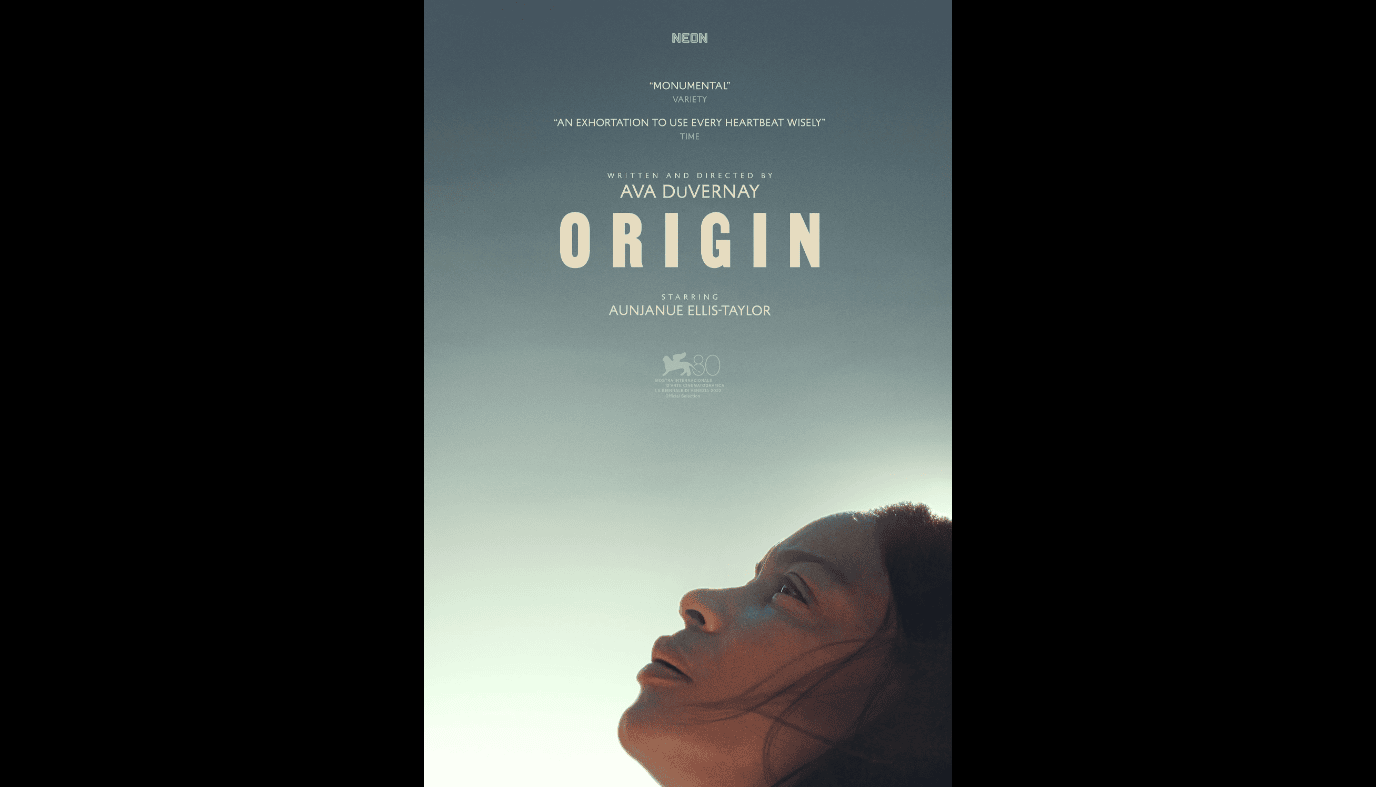 NEON
“MONUMENTAL”
VARIETY
“AN EXHORTATION TO USE EVERY HEARTBEAT WISELY”
TIME
WRITTEN AND DIRECTED BY
AVA DuVERNAY
ORIGIN
STARRING
AUNJANUE ELLIS-TAYLOR
80